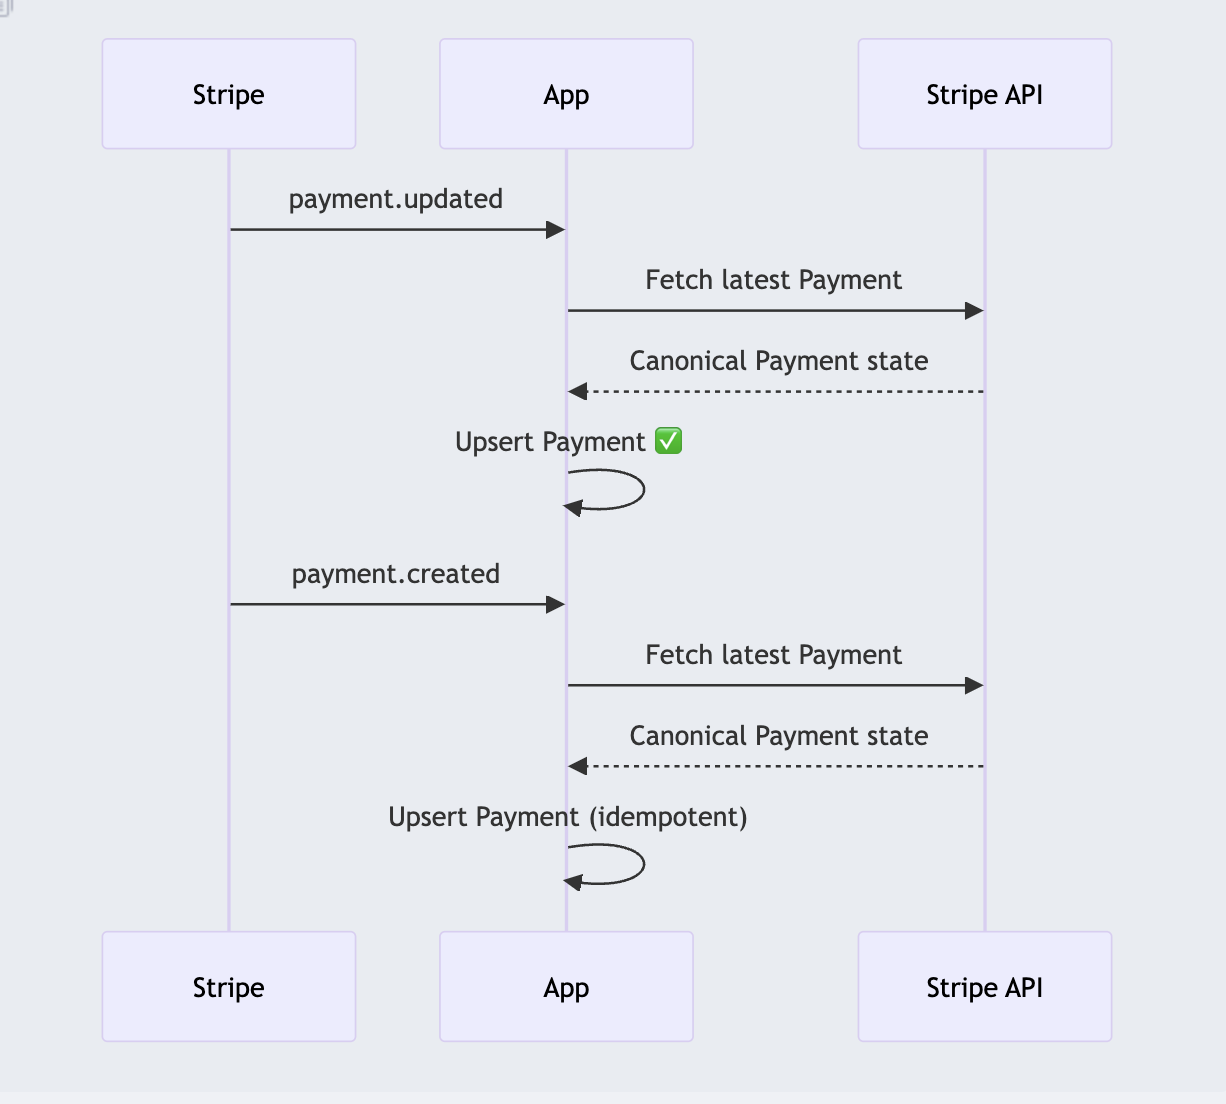 Stripe
App
Stripe API
payment.updated
Fetch latest Payment
Canonical Payment state
Upsert Payment ✅
payment.created
Fetch latest Payment
Canonical Payment state
Upsert Payment (idempotent)
Stripe
App
Stripe API